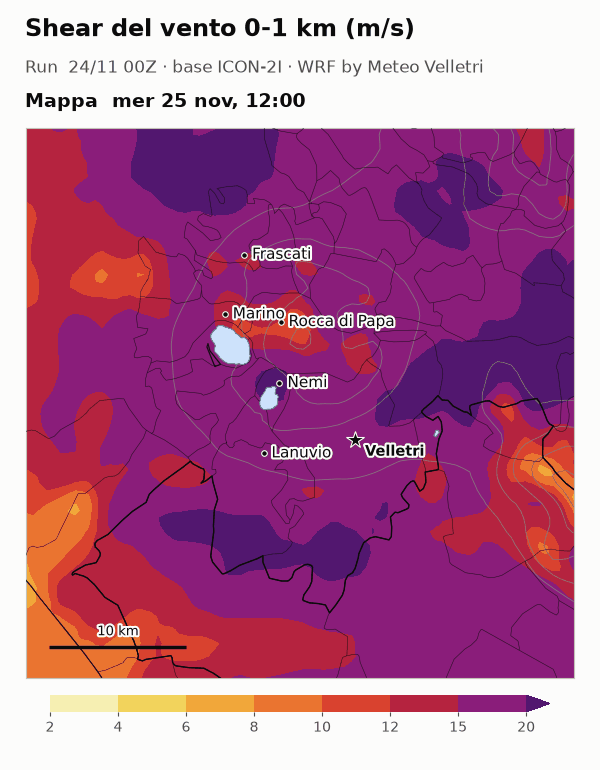 Shear del vento 0-1 km (m/s)
Run  24/11 00Z · base ICON-2I · WRF by Meteo Velletri
Mappa  mer 25 nov, 12:00
Frascati
Marino
Rocca di Papa
Nemi
Velletri
Lanuvio
10 km
2 4 6 8 10 12 15 20